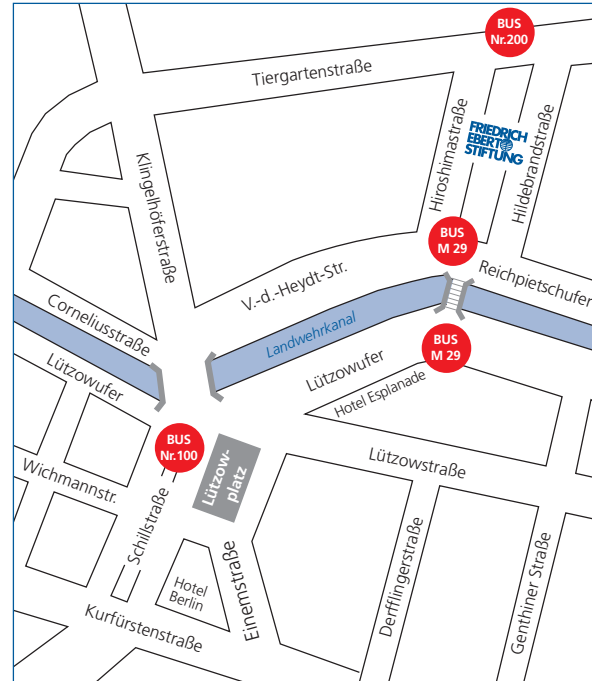 BUS
Nr.200
Tiergartenstraße
FRIEDRICH
EBERT
STIFTUNG
Hiroshimastraße
Hildebrandstraße
Klingelhöferstraße
BUS
M 29
Reichpietschufer
V.-d.-Heydt-Str.
Corneliusstraße
Landwehrkanal
BUS
M 29
Lützowufer
Lützowufer
Hotel Esplanade
BUS
Nr.100
Lützow-
platz
Lützowstraße
Wichmannstr.
Schillstraße
Hotel
Berlin
Einemstraße
Derfflingerstraße
Genthiner Straße
Kurfürstenstraße